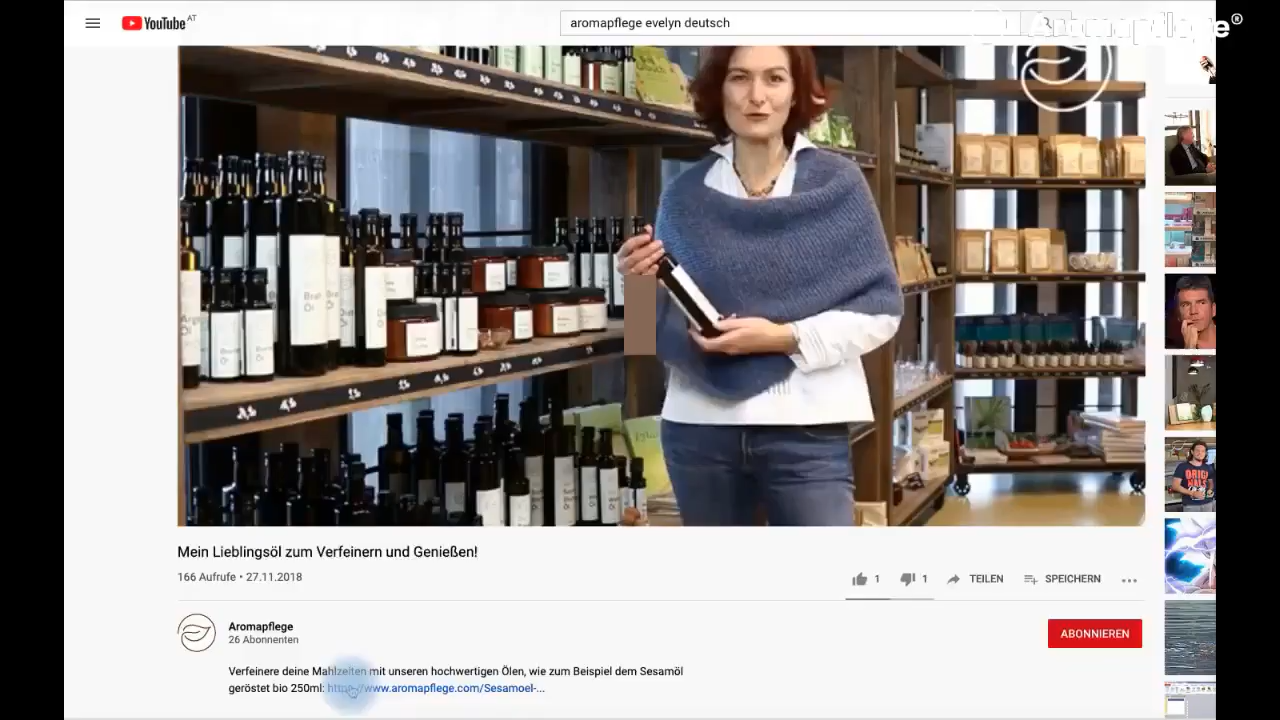 YouTube AT
aromapflege evelyn deutsch
Aromapflege®
Mein Lieblingsöl zum Verfeinern und Genießen!
166 Aufrufe • 27.11.2018
1
1
TEILEN
SPEICHERN
Aromapflege
26 Abonnenten
ABONNIEREN
Verfeinere deine Mahlzeiten mit unseren hochwertigen Ölen, wie zum Beispiel dem Sesamöl
geröstet bio 250ml: https://www.aromapflege.com/Sesamoel-...